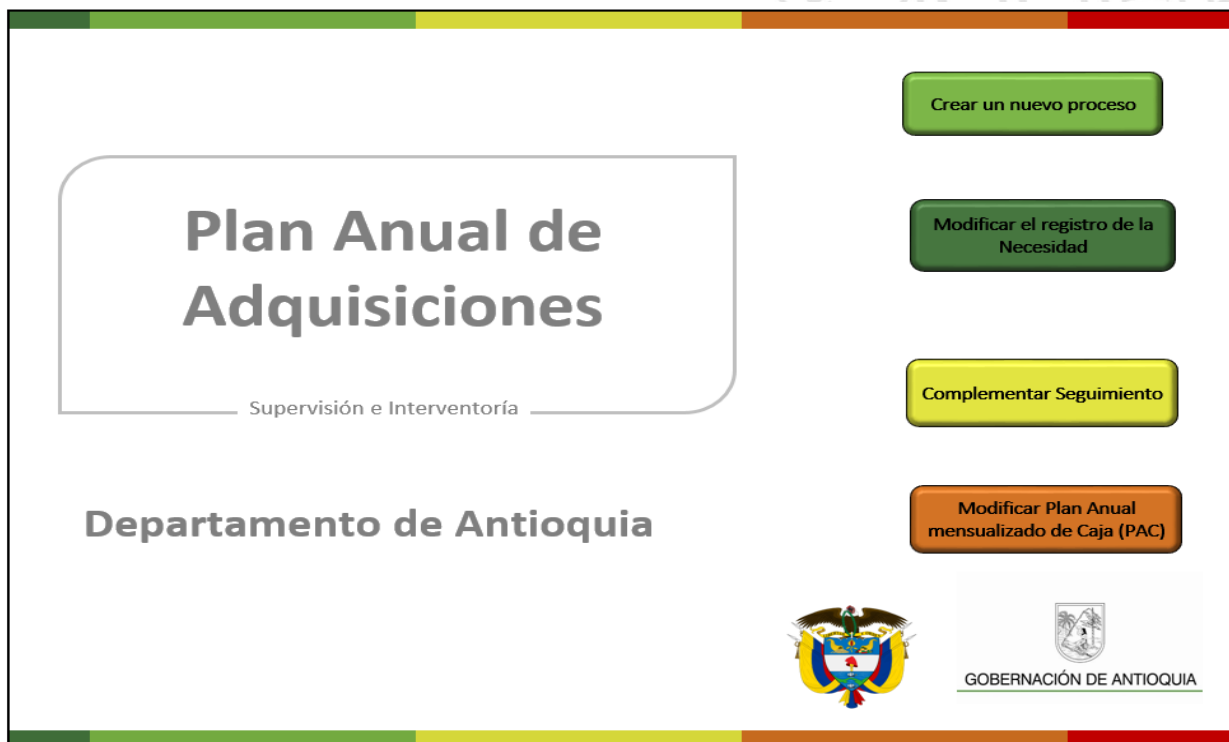 Plan Anual de
Adquisiciones
Supervisión e Interventoría
Departamento de Antioquia
Crear un nuevo proceso
Modificar el registro de la
Necesidad
Complementar Seguimiento
Modificar Plan Anual
mensualizado de Caja (PAC)
GOBERNACIÓN DE ANTIOQUIA